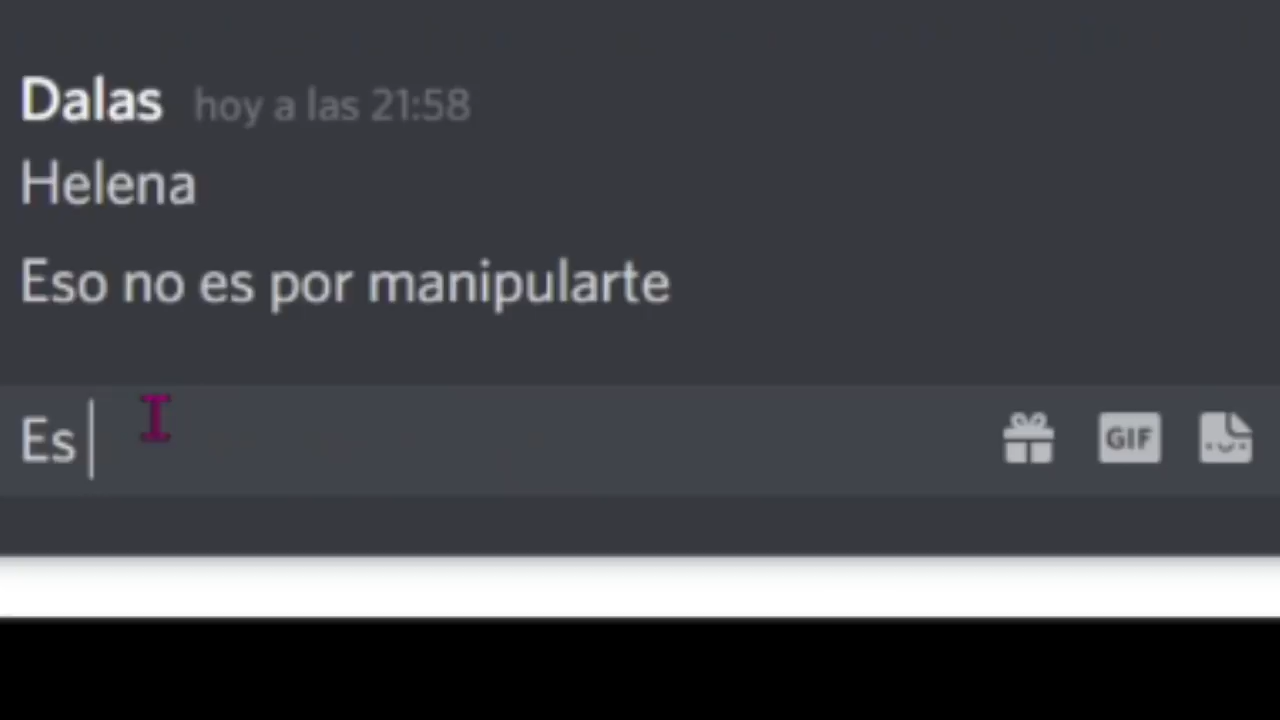 Dalas hoy a las 21:58
Helena
Eso no es por manipularte
Es
GIF